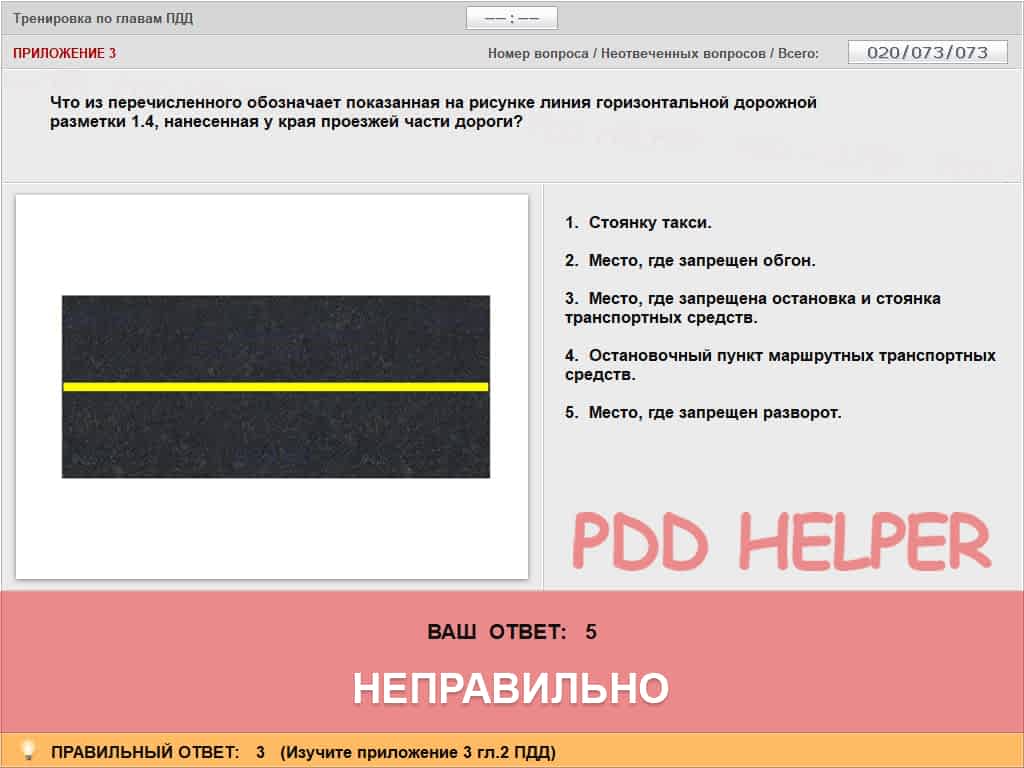 Тренировка по главам ПДД
—— : ——
ПРИЛОЖЕНИЕ 3
Номер вопроса / Неотвеченных вопросов / Всего:
020/073/073
Что из перечисленного обозначает показанная на рисунке линия горизонтальной дорожной
разметки 1.4, нанесенная у края проезжей части дороги?
1. Стоянку такси.
2. Место, где запрещен обгон.
3. Место, где запрещена остановка и стоянка
транспортных средств.
4. Остановочный пункт маршрутных транспортных
средств.
5. Место, где запрещен разворот.
PDD HELPER
ВАШ ОТВЕТ: 5
НЕПРАВИЛЬНО
ПРАВИЛЬНЫЙ ОТВЕТ: 3 (Изучите приложение 3 гл.2 ПДД)